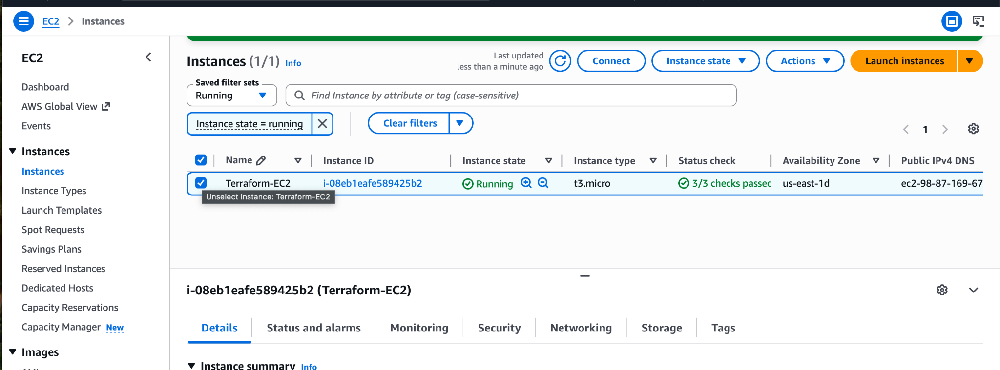 EC2 > Instances
EC2
Dashboard
AWS Global View
Events
Instances
Instances
Instance Types
Launch Templates
Spot Requests
Savings Plans
Reserved Instances
Dedicated Hosts
Capacity Reservations
Capacity Manager New
Images
Instances (1/1) Info
Last updated
less than a minute ago
Connect
Instance state
Actions
Launch instances
Saved filter sets
Running
Find Instance by attribute or tag (case-sensitive)
Instance state = running
Clear filters
1
Name Instance ID Instance state Instance type Status check Availability Zone Public IPv4 DNS
Terraform-EC2 i-08eb1eafe589425b2 Running t3.micro 3/3 checks passed us-east-1d ec2-98-87-169-67
Unselect instance: Terraform-EC2
i-08eb1eafe589425b2 (Terraform-EC2)
Details Status and alarms Monitoring Security Networking Storage Tags
Instance summary Info